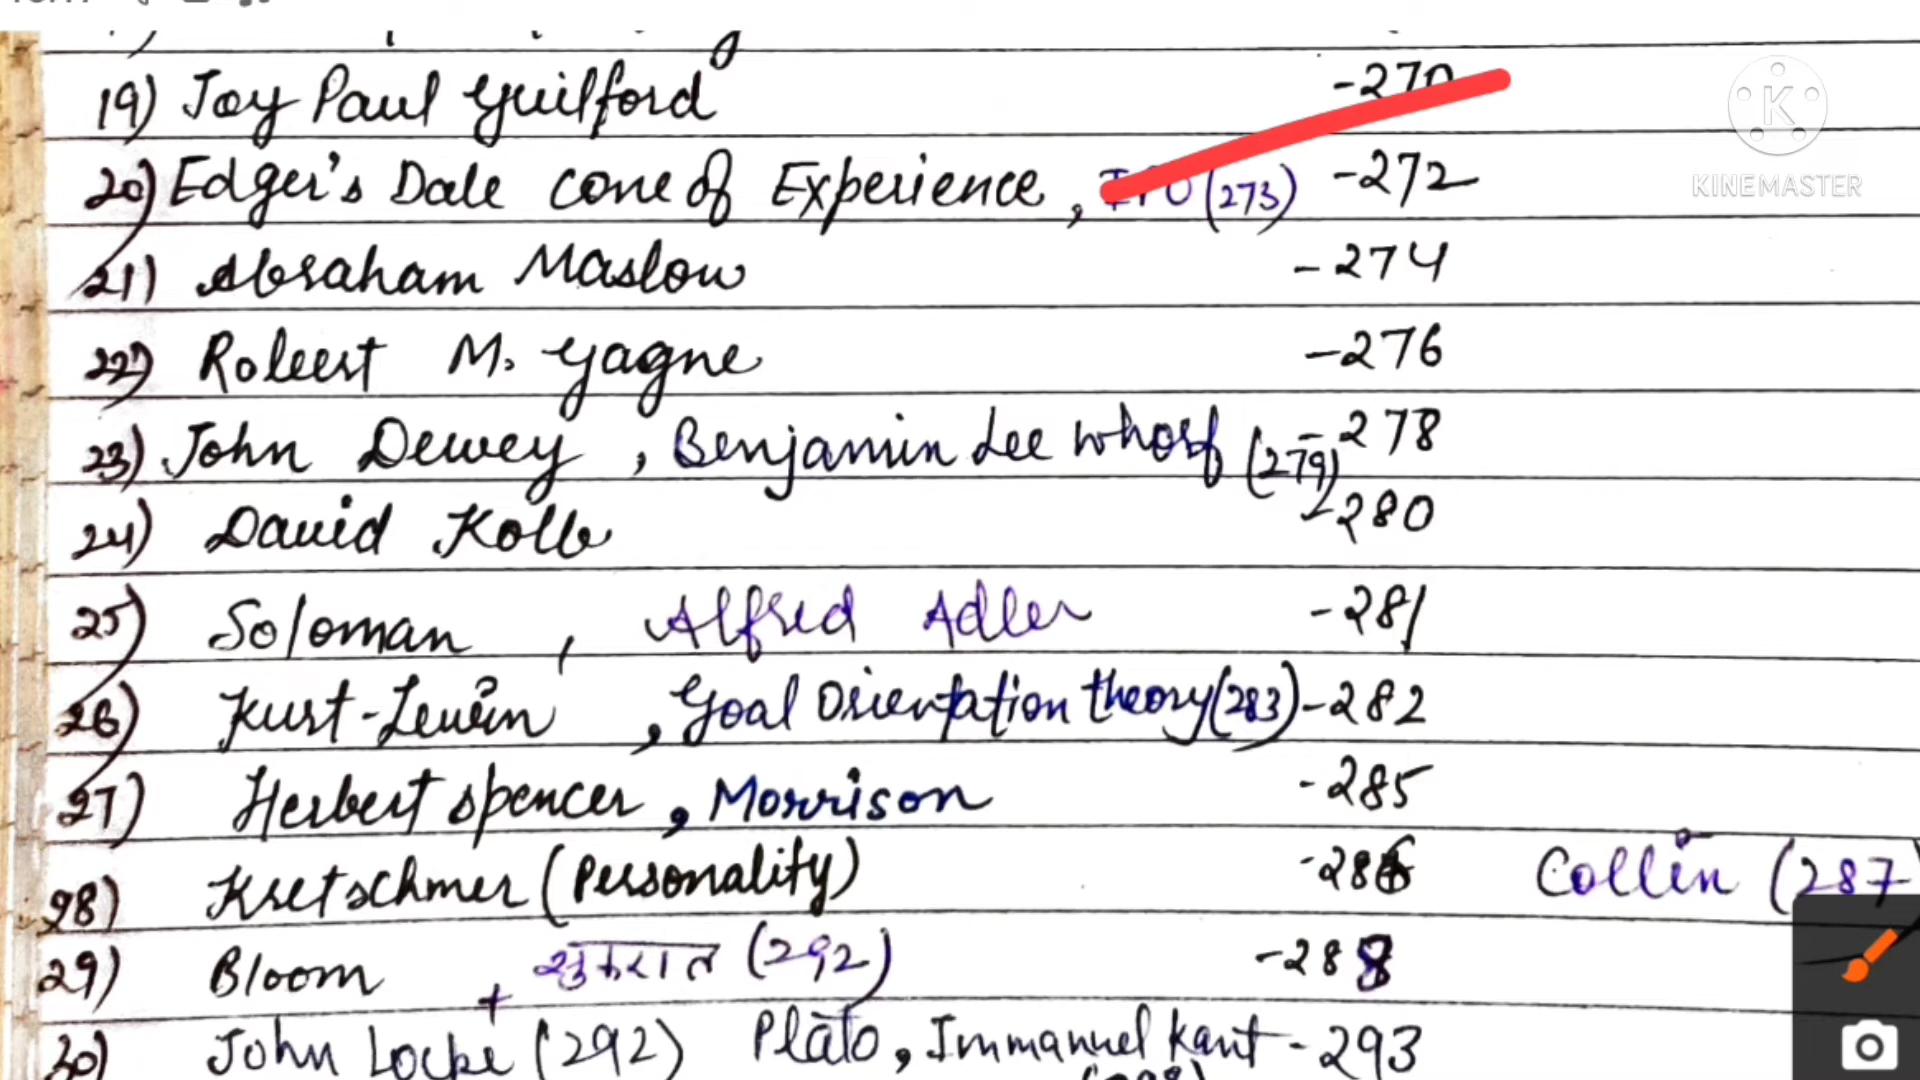 19) Joy Paul Guilford -270
20) Edger's Dale cone of Experience, (273) -272
KINEMASTER
21) Abraham Maslow -274
22) Robert M. Gagne -276
23) John Dewey, Benjamin Lee Whorf (279) -278
24) David Kolb -280
25) Soloman, Alfred Adler -281
26) Kurt-Lewin, Goal Orientation theory (283) -282
27) Herbert spencer, Morrison -285
28) Kretschmer (Personality) -286 Collin (287
29) Bloom + सुकरात (292) -288
30) John Locke (292) Plato, Immanuel Kant -293